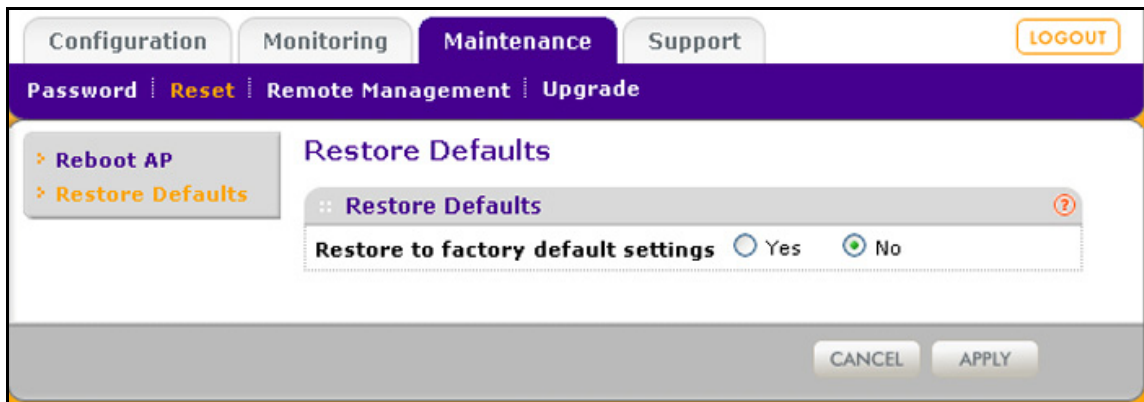 Configuration Monitoring Maintenance Support LOGOUT
Password Reset Remote Management Upgrade
Reboot AP
Restore Defaults
Restore Defaults
Restore Defaults ?
Restore to factory default settings Yes No
CANCEL APPLY